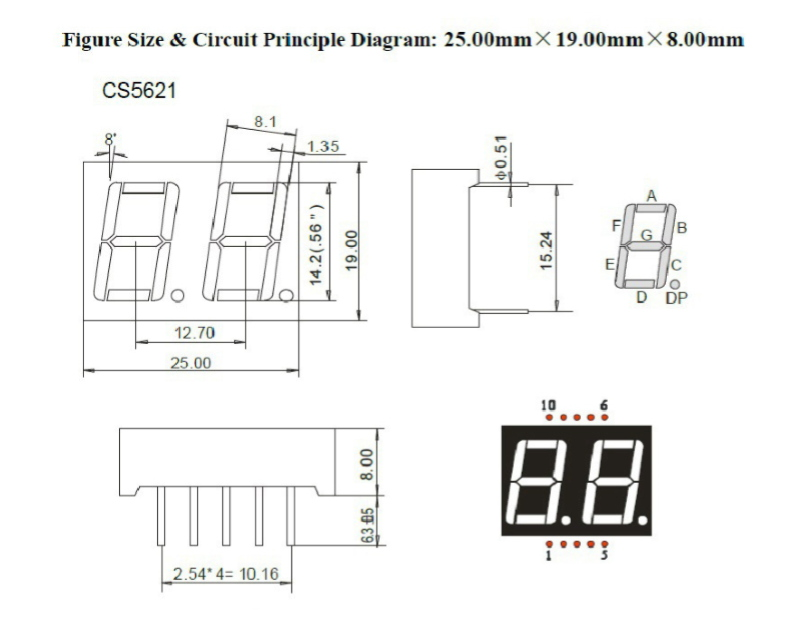 Figure Size & Circuit Principle Diagram: 25.00mm×19.00mm×8.00mm
CS5621
8.1
8'
1.35
14.2(.56")
19.00
12.70
25.00
Φ0.51
15.24
A
F
B
G
E
C
D DP
10 6
8.00
1 5
2.54*4= 10.16